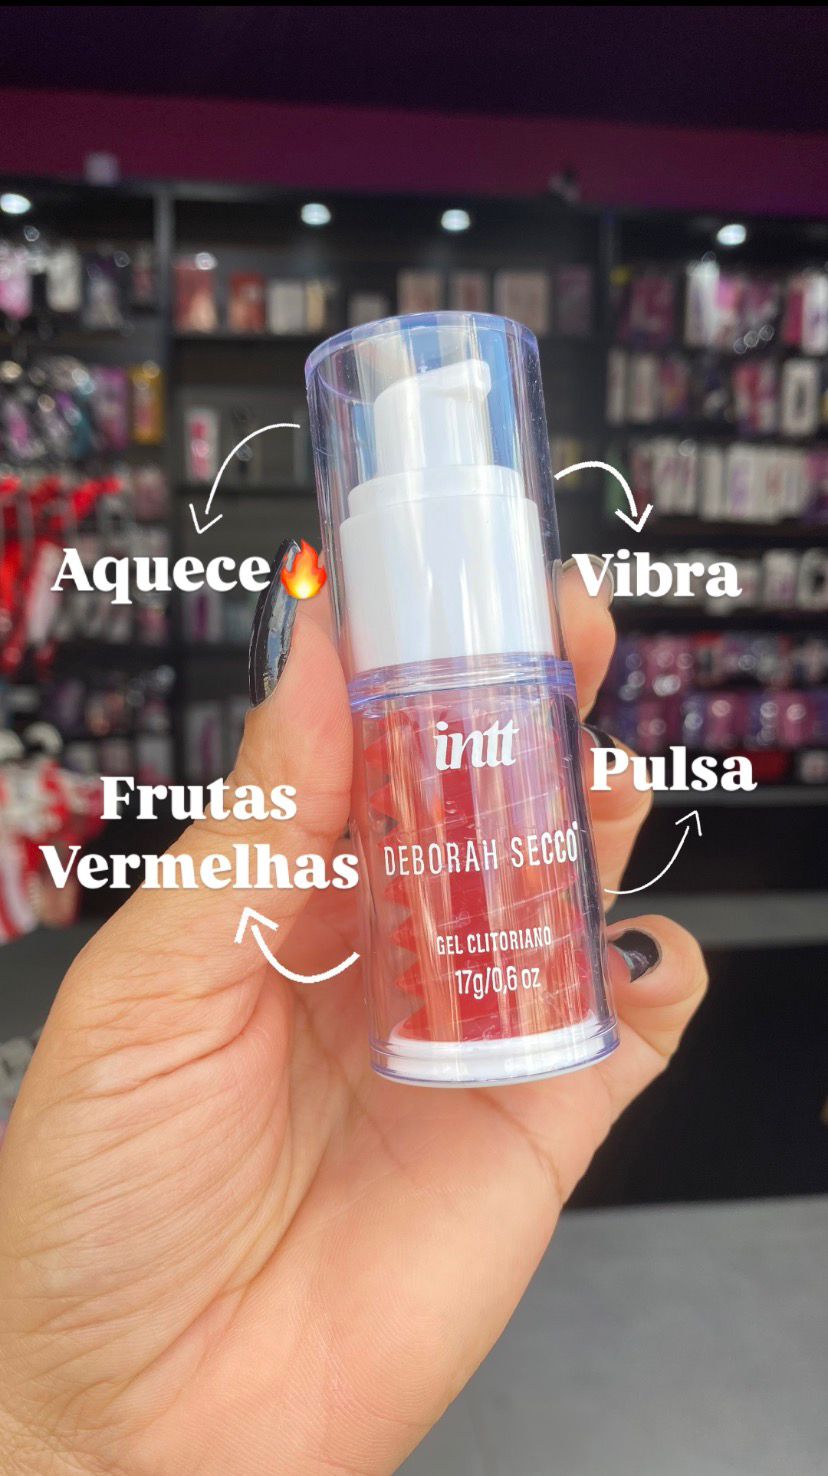 Aquece🔥
Vibra
Frutas
Vermelhas
Pulsa
intt
DEBORAH SECCO®
GEL CLITORIANO
17g/0,6 oz